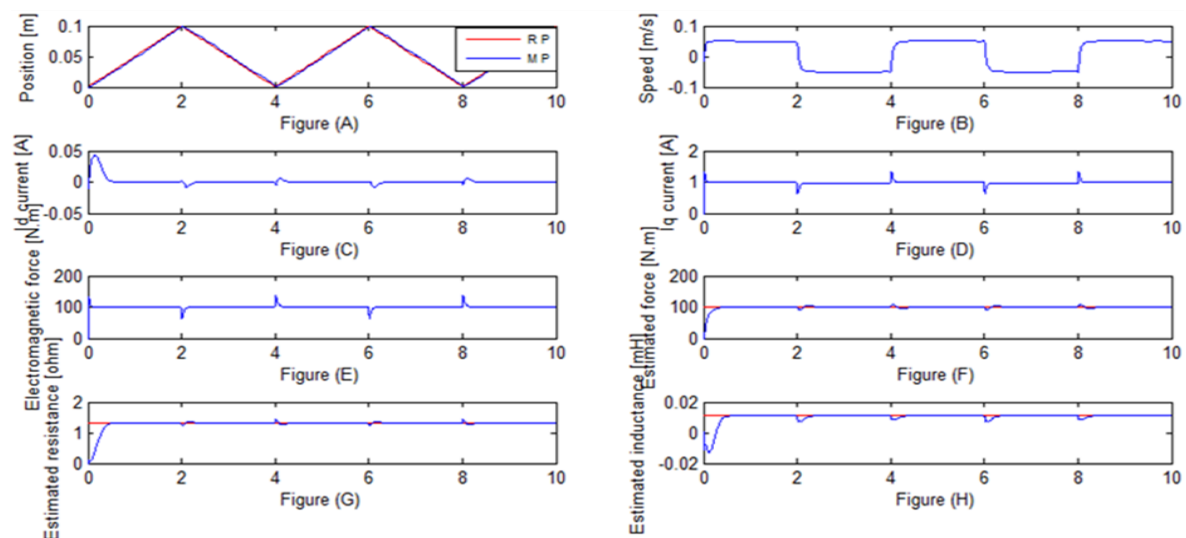 Position [m]
0.1
0.05
0
R P
M P
0 2 4 6 8 10
Figure (A)
Speed [m/s]
0.1
0
-0.1
0 2 4 6 8 10
Figure (B)
Id current [A]
0.05
0
-0.05
0 2 4 6 8 10
Figure (C)
Iq current [A]
2
1
0
0 2 4 6 8 10
Figure (D)
Electromagnetic force [N.m]
200
100
0
0 2 4 6 8 10
Figure (E)
Estimated force [N.m]
200
100
0
0 2 4 6 8 10
Figure (F)
Estimated resistance [ohm]
2
1
0
0 2 4 6 8 10
Figure (G)
Estimated inductance [mH]
0.02
0
-0.02
0 2 4 6 8 10
Figure (H)